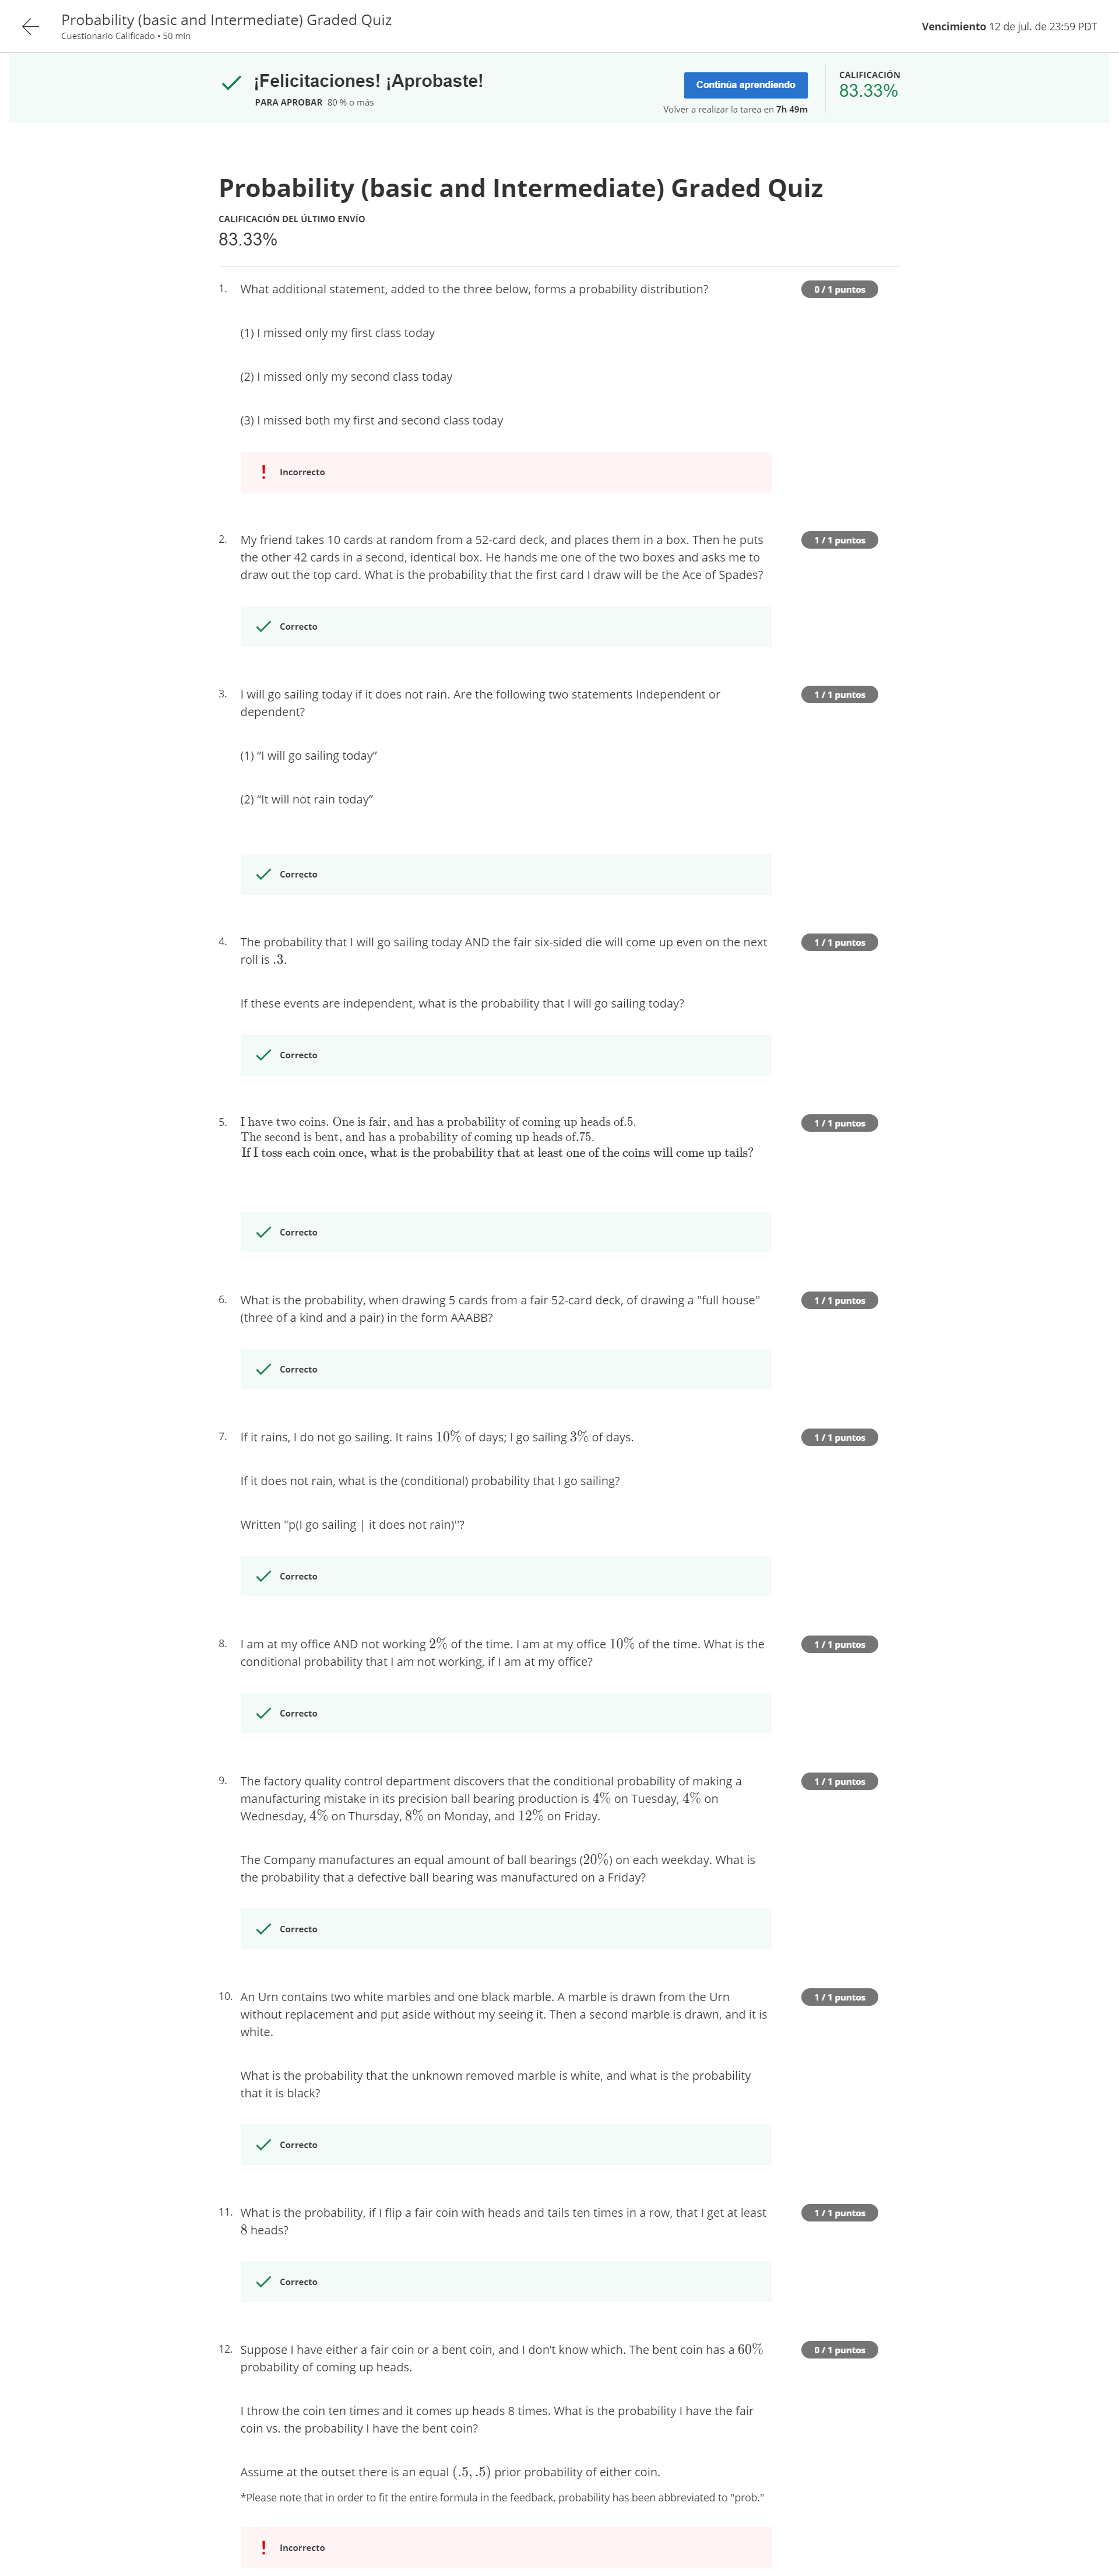 Probability (basic and Intermediate) Graded Quiz
Cuestionario Calificado • 50 min
Vencimiento 12 de jul. de 23:59 PDT
¡Felicitaciones! ¡Aprobaste!
PARA APROBAR 80 % o más
Continúa aprendiendo
Volver a realizar la tarea en 7h 49m
CALIFICACIÓN
83.33%
Probability (basic and Intermediate) Graded Quiz
CALIFICACIÓN DEL ÚLTIMO ENVÍO
83.33%
1. What additional statement, added to the three below, forms a probability distribution?
0 / 1 puntos
(1) I missed only my first class today
(2) I missed only my second class today
(3) I missed both my first and second class today
Incorrecto
2. My friend takes 10 cards at random from a 52-card deck, and places them in a box. Then he puts
the other 42 cards in a second, identical box. He hands me one of the two boxes and asks me to
draw out the top card. What is the probability that the first card I draw will be the Ace of Spades?
1 / 1 puntos
Correcto
3. I will go sailing today if it does not rain. Are the following two statements Independent or
dependent?
1 / 1 puntos
(1) “I will go sailing today”
(2) “It will not rain today”
Correcto
4. The probability that I will go sailing today AND the fair six-sided die will come up even on the next
roll is .3.
1 / 1 puntos
If these events are independent, what is the probability that I will go sailing today?
Correcto
5. I have two coins. One is fair, and has a probability of coming up heads of.5.
The second is bent, and has a probability of coming up heads of.75.
If I toss each coin once, what is the probability that at least one of the coins will come up tails?
1 / 1 puntos
Correcto
6. What is the probability, when drawing 5 cards from a fair 52-card deck, of drawing a "full house"
(three of a kind and a pair) in the form AAABB?
1 / 1 puntos
Correcto
7. If it rains, I do not go sailing. It rains 10% of days; I go sailing 3% of days.
1 / 1 puntos
If it does not rain, what is the (conditional) probability that I go sailing?
Written "p(I go sailing | it does not rain)''?
Correcto
8. I am at my office AND not working 2% of the time. I am at my office 10% of the time. What is the
conditional probability that I am not working, if I am at my office?
1 / 1 puntos
Correcto
9. The factory quality control department discovers that the conditional probability of making a
manufacturing mistake in its precision ball bearing production is 4% on Tuesday, 4% on
Wednesday, 4% on Thursday, 8% on Monday, and 12% on Friday.
1 / 1 puntos
The Company manufactures an equal amount of ball bearings (20%) on each weekday. What is
the probability that a defective ball bearing was manufactured on a Friday?
Correcto
10. An Urn contains two white marbles and one black marble. A marble is drawn from the Urn
without replacement and put aside without my seeing it. Then a second marble is drawn, and it is
white.
1 / 1 puntos
What is the probability that the unknown removed marble is white, and what is the probability
that it is black?
Correcto
11. What is the probability, if I flip a fair coin with heads and tails ten times in a row, that I get at least
8 heads?
1 / 1 puntos
Correcto
12. Suppose I have either a fair coin or a bent coin, and I don’t know which. The bent coin has a 60%
probability of coming up heads.
0 / 1 puntos
I throw the coin ten times and it comes up heads 8 times. What is the probability I have the fair
coin vs. the probability I have the bent coin?
Assume at the outset there is an equal (.5, .5) prior probability of either coin.
*Please note that in order to fit the entire formula in the feedback, probability has been abbreviated to "prob."
Incorrecto